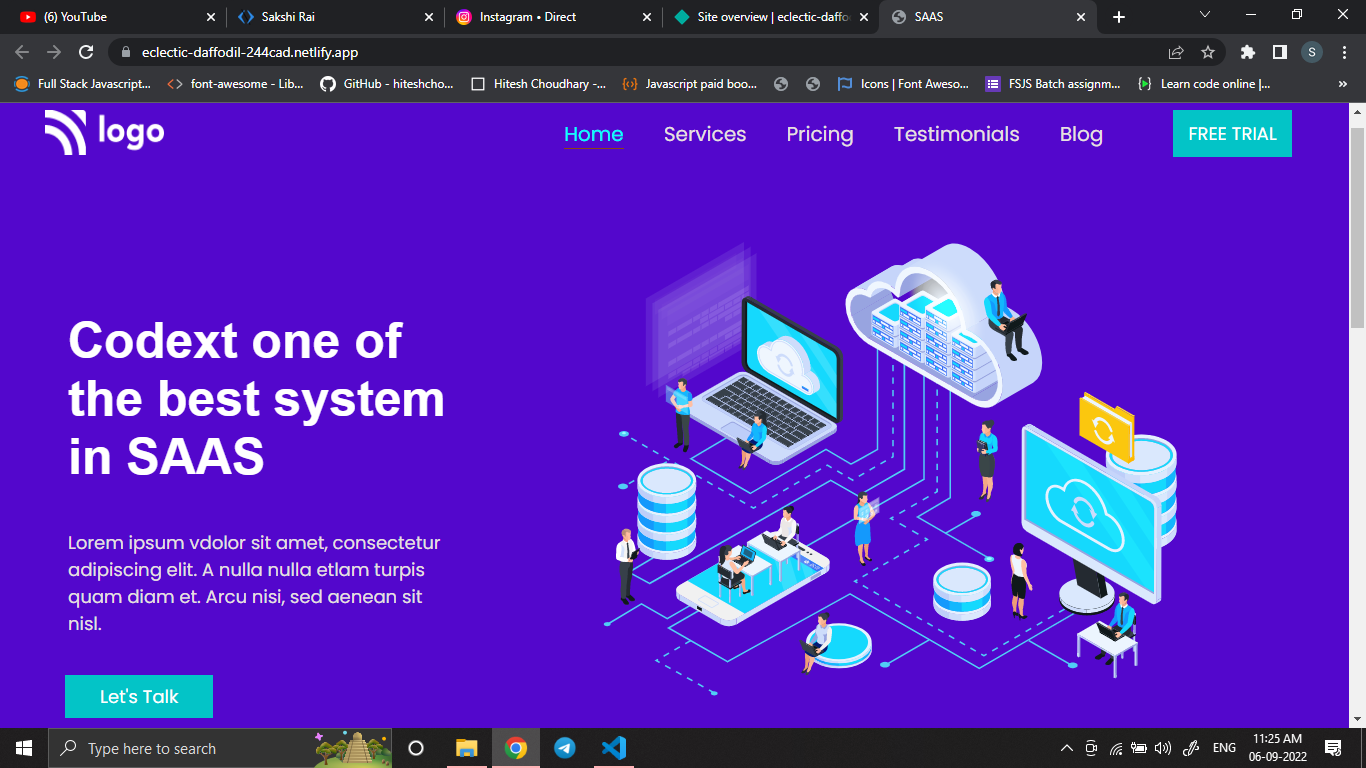 (6) YouTube
Sakshi Rai
Instagram • Direct
Site overview | eclectic-daffo
SAAS
eclectic-daffodil-244cad.netlify.app
S
Full Stack Javascript...
font-awesome - Lib...
GitHub - hiteshcho...
Hitesh Choudhary -...
Javascript paid boo...
Icons | Font Aweso...
FSJS Batch assignm...
Learn code online |...
»
logo
Home
Services
Pricing
Testimonials
Blog
FREE TRIAL
Codext one of
the best system
in SAAS
Lorem ipsum vdolor sit amet, consectetur
adipiscing elit. A nulla nulla etlam turpis
quam diam et. Arcu nisi, sed aenean sit
nisl.
Let's Talk
Type here to search
ENG
11:25 AM
06-09-2022